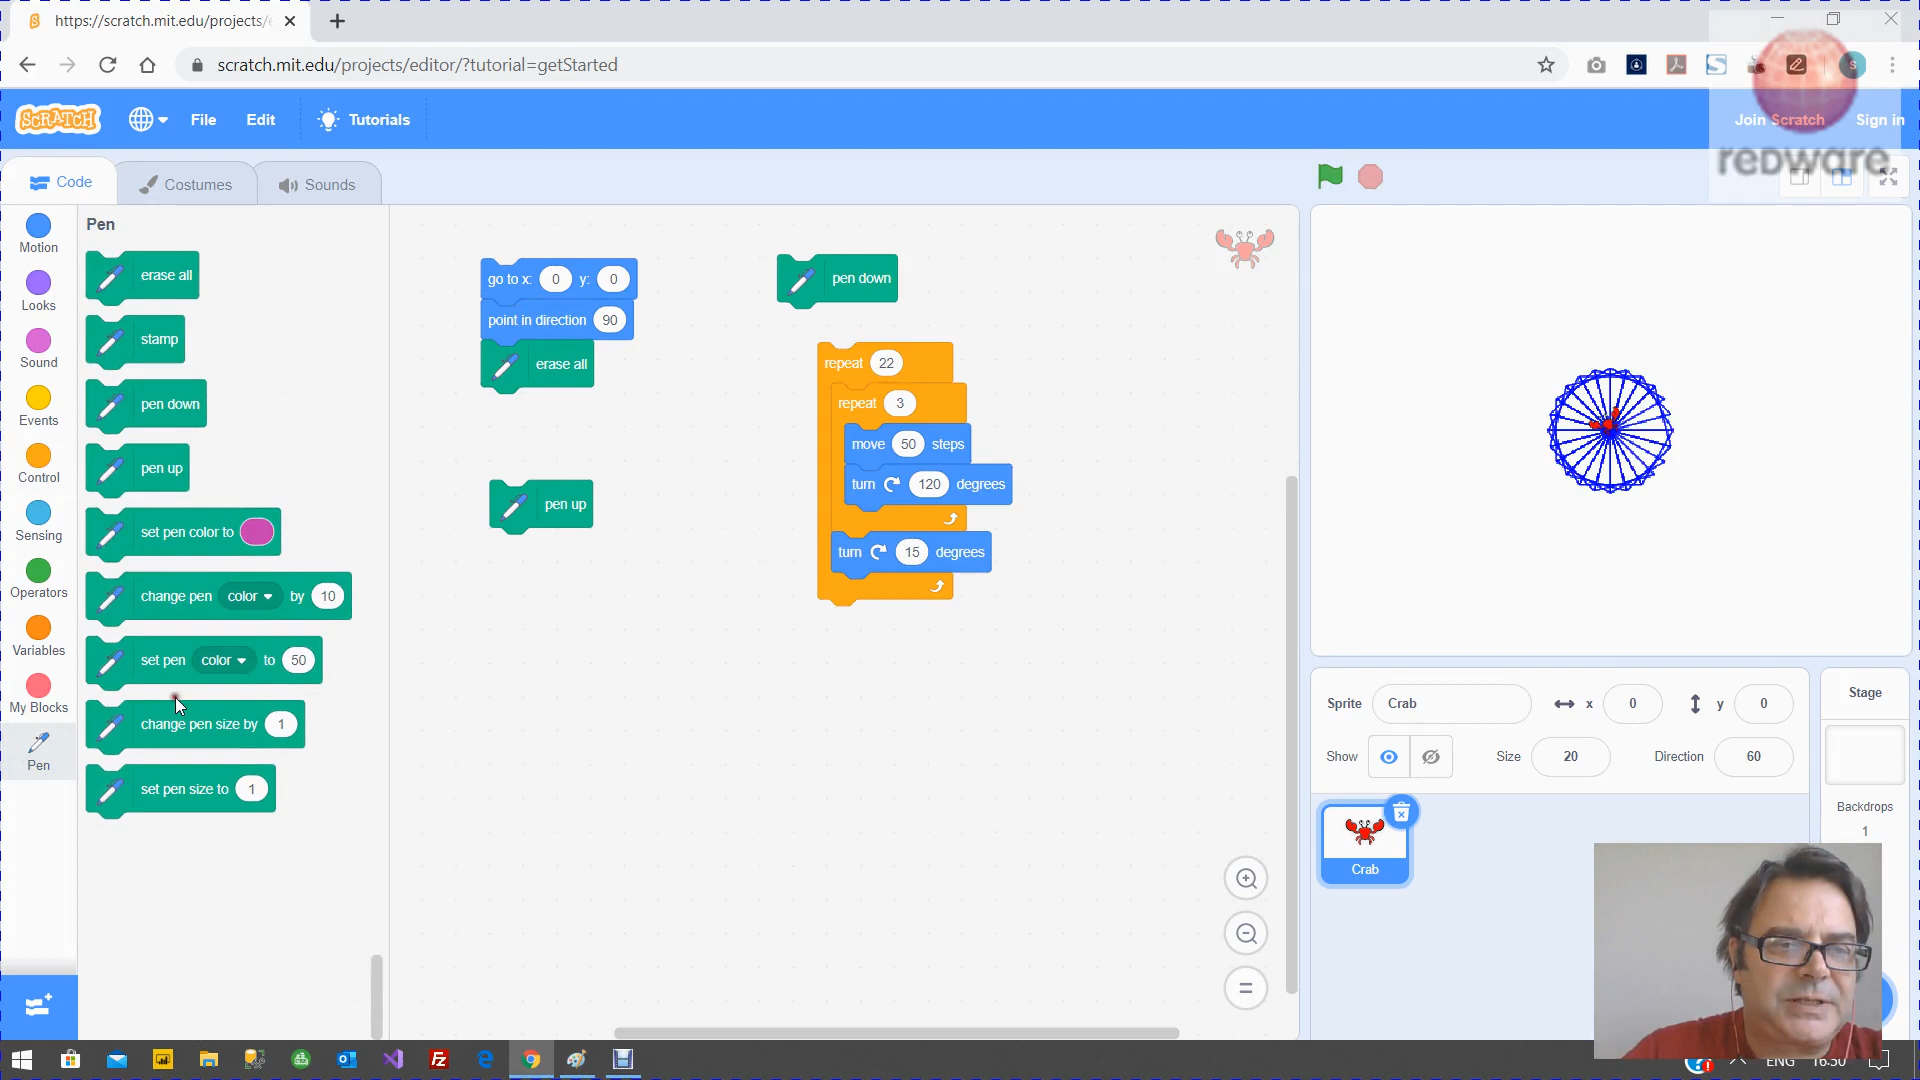 https://scratch.mit.edu/projects/e
scratch.mit.edu/projects/editor/?tutorial=getStarted
S
SCRATCH
File
Edit
Tutorials
Join Scratch
Sign in
redware
Code
Costumes
Sounds
Motion
Looks
Sound
Events
Control
Sensing
Operators
Variables
My Blocks
Pen
Pen
erase all
stamp
pen down
pen up
set pen color to
change pen color by 10
set pen color to 50
change pen size by 1
set pen size to 1
go to x: 0 y: 0
point in direction 90
erase all
pen up
pen down
repeat 22
repeat 3
move 50 steps
turn 120 degrees
turn 15 degrees
Sprite Crab x 0 y 0
Show Size 20 Direction 60
Crab
Stage
Backdrops
1
ENG 16:50